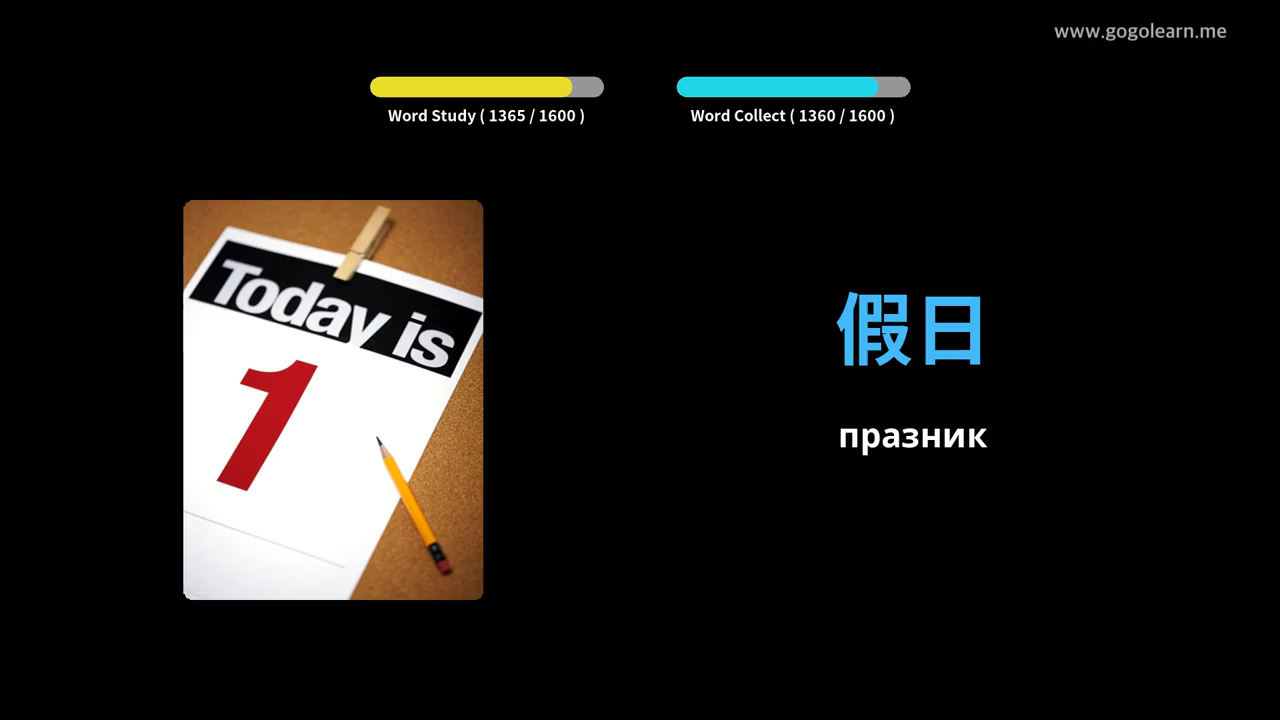 www.gogolearn.me
Word Study ( 1365 / 1600 )
Word Collect ( 1360 / 1600 )
Today is
1
假日
празник